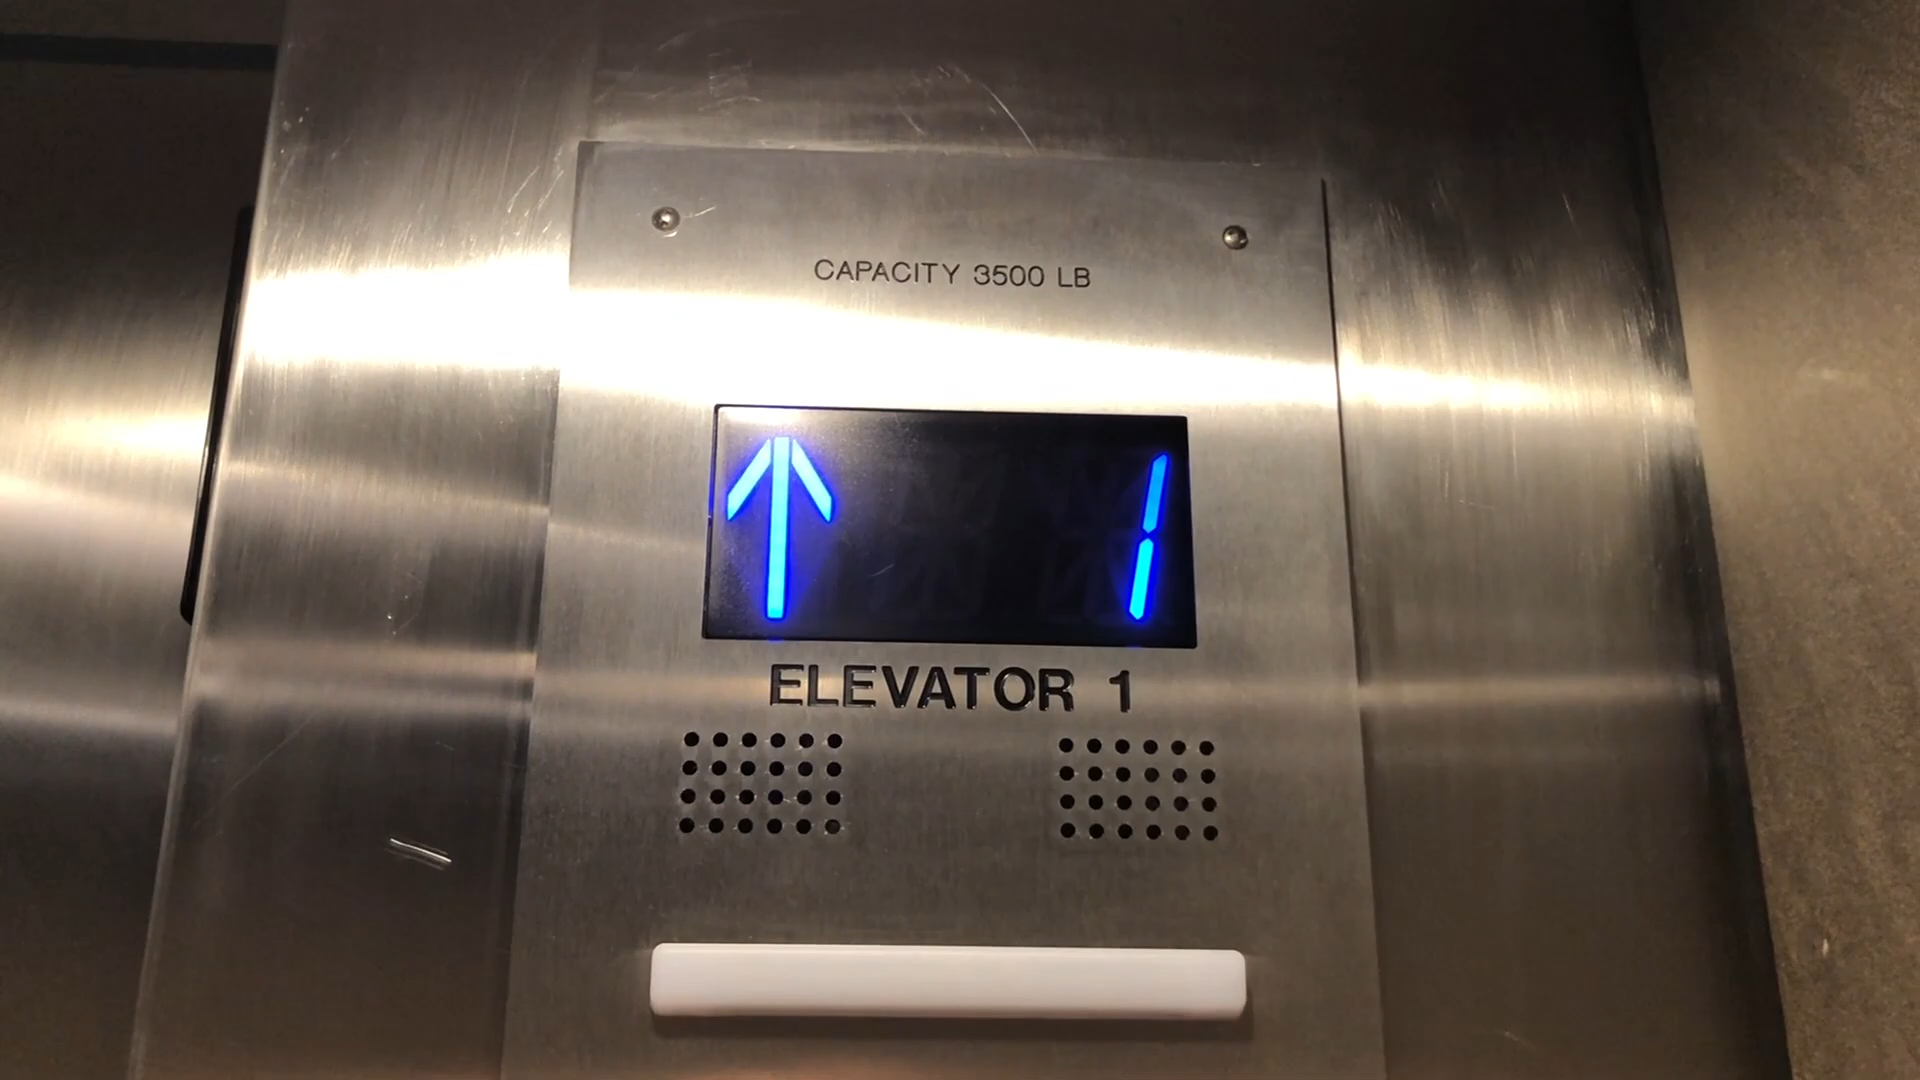 CAPACITY 3500 LB
↑ 1
ELEVATOR 1